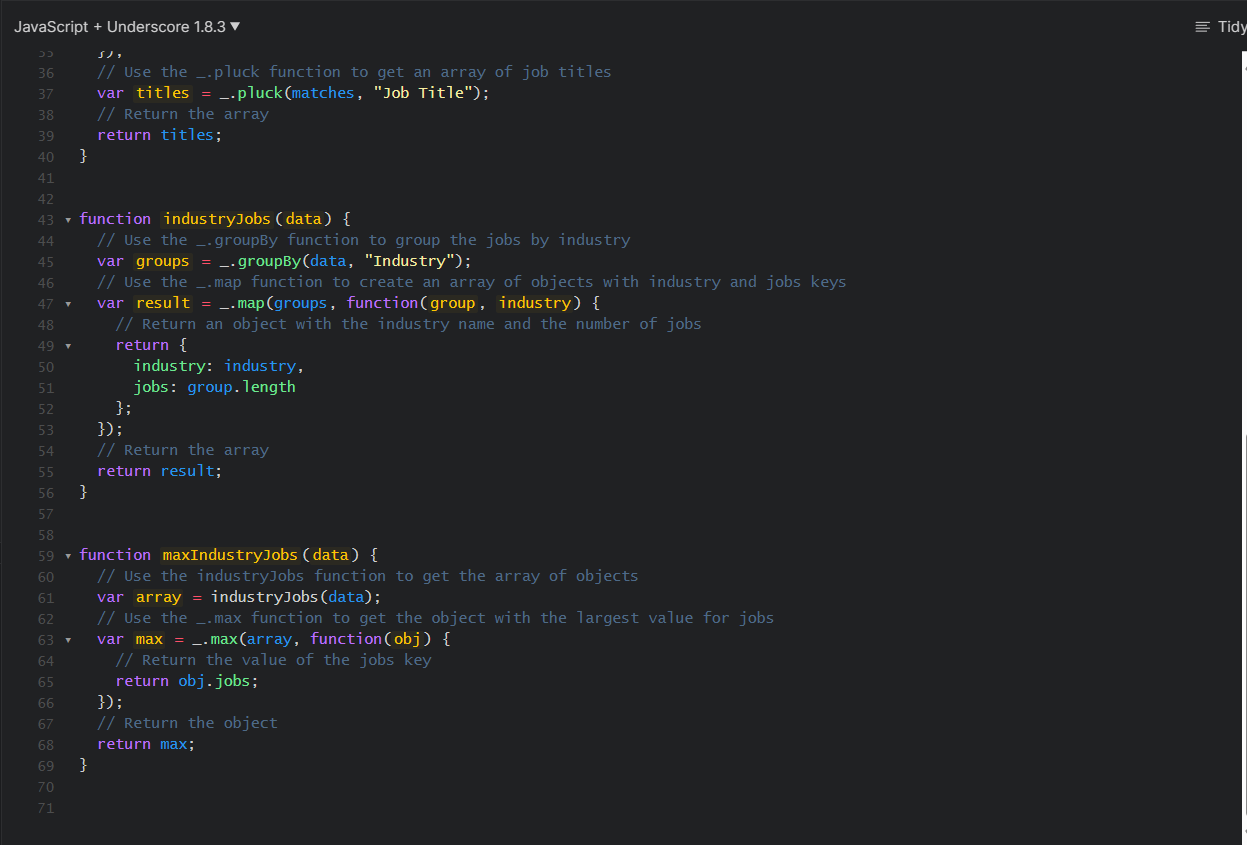 JavaScript + Underscore 1.8.3 ▼
Tidy
35 });
36 // Use the _.pluck function to get an array of job titles
37 var titles = _.pluck(matches, "Job Title");
38 // Return the array
39 return titles;
40 }
41
42
43 function industryJobs(data) {
44 // Use the _.groupBy function to group the jobs by industry
45 var groups = _.groupBy(data, "Industry");
46 // Use the _.map function to create an array of objects with industry and jobs keys
47 var result = _.map(groups, function(group, industry) {
48 // Return an object with the industry name and the number of jobs
49 return {
50 industry: industry,
51 jobs: group.length
52 };
53 });
54 // Return the array
55 return result;
56 }
57
58
59 function maxIndustryJobs(data) {
60 // Use the industryJobs function to get the array of objects
61 var array = industryJobs(data);
62 // Use the _.max function to get the object with the largest value for jobs
63 var max = _.max(array, function(obj) {
64 // Return the value of the jobs key
65 return obj.jobs;
66 });
67 // Return the object
68 return max;
69 }
70
71